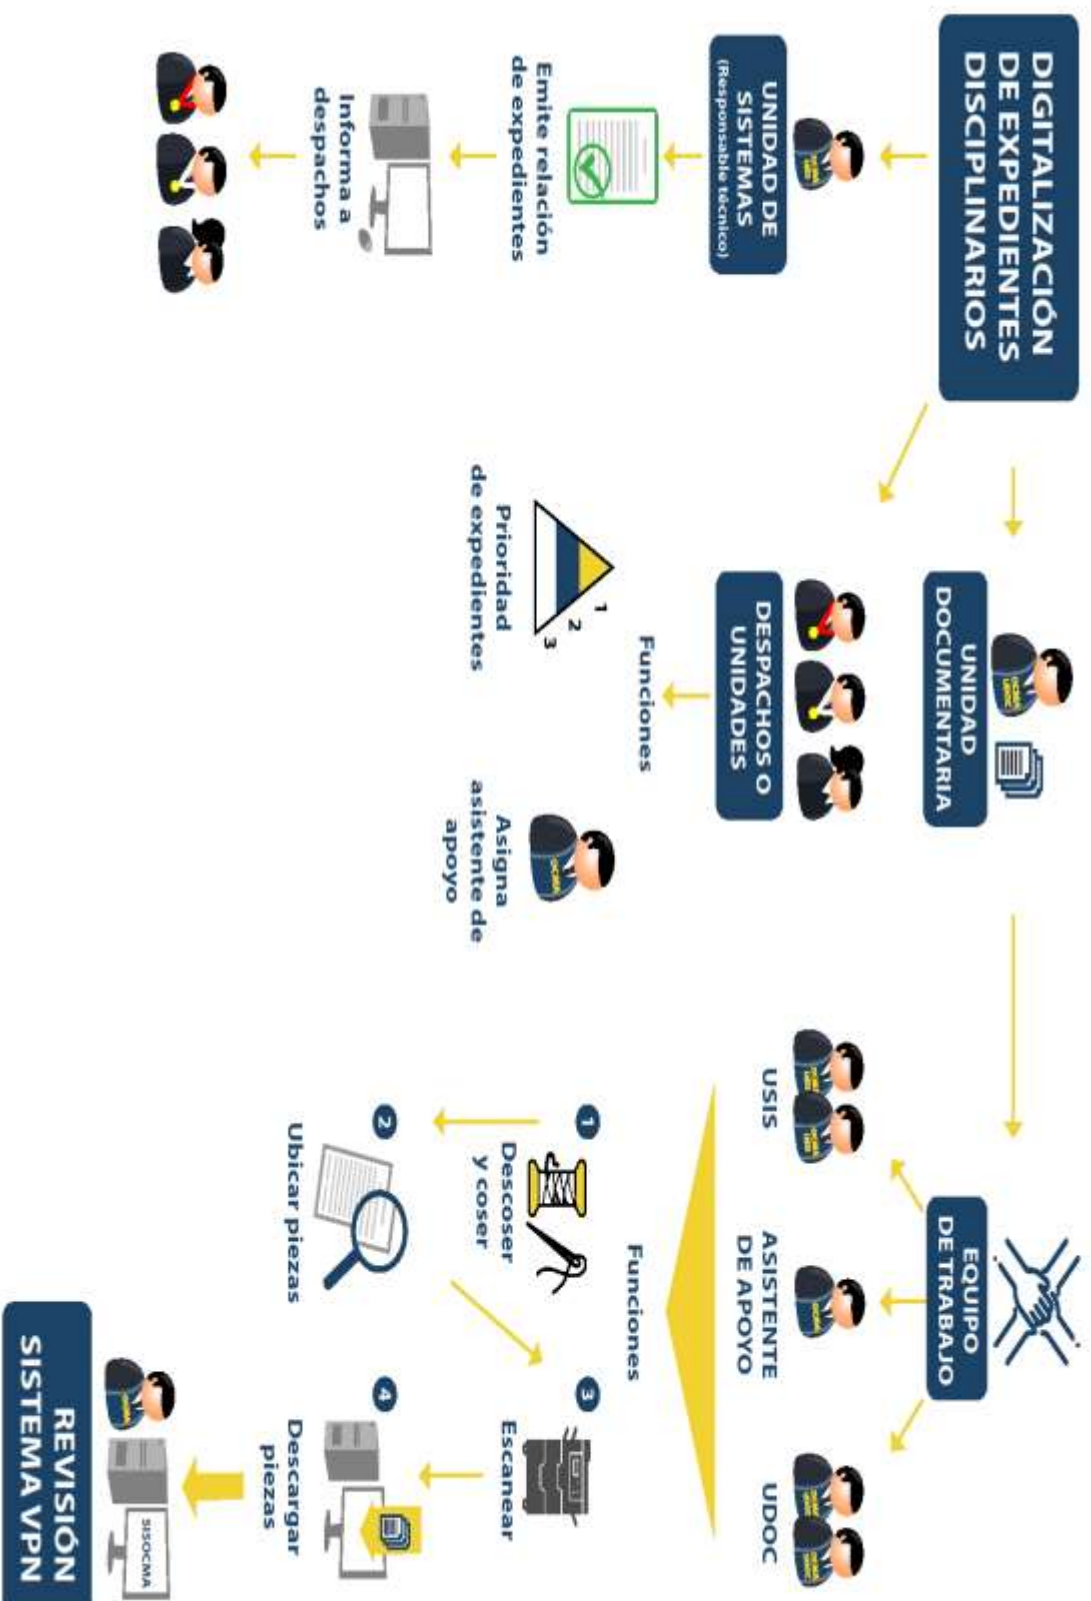 DIGITALIZACIÓN
DE EXPEDIENTES
DISCIPLINARIOS
UNIDAD DE
SISTEMAS
(Responsable técnico)
Emite relación
de expedientes
Informa a
despachos
UNIDAD
DOCUMENTARIA
DESPACHOS O
UNIDADES
Funciones
1
2
3
Prioridad
de expedientes
OCMA
Asigna
asistente de
apoyo
EQUIPO
DE TRABAJO
USIS
ASISTENTE
DE APOYO
UDOC
Funciones
1
Descoser
y coser
2
Ubicar piezas
3
Escanear
4
Descargar
piezas
SISOCMA
REVISIÓN
SISTEMA VPN